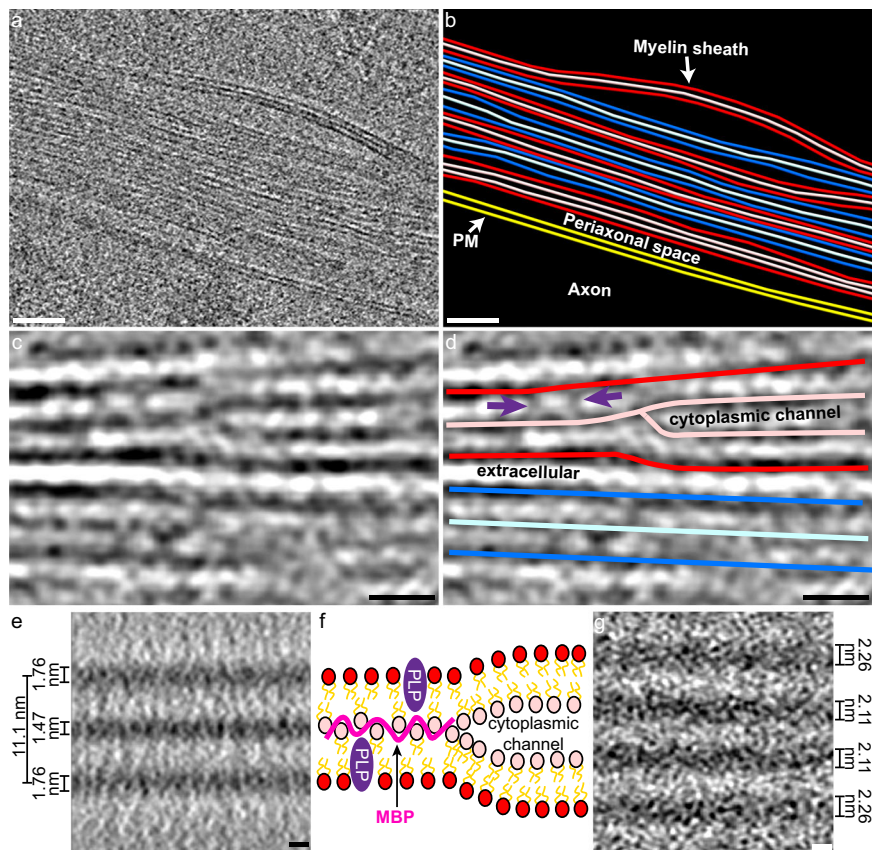 a
b
Myelin sheath
PM
Periaxonal space
Axon
c
d
cytoplasmic channel
extracellular
e
1.76
nm
11.1 nm
1.47
nm
1.76
nm
f
PLP
cytoplasmic
channel
PLP
MBP
g
2.26
nm
2.11
nm
2.11
nm
2.26
nm